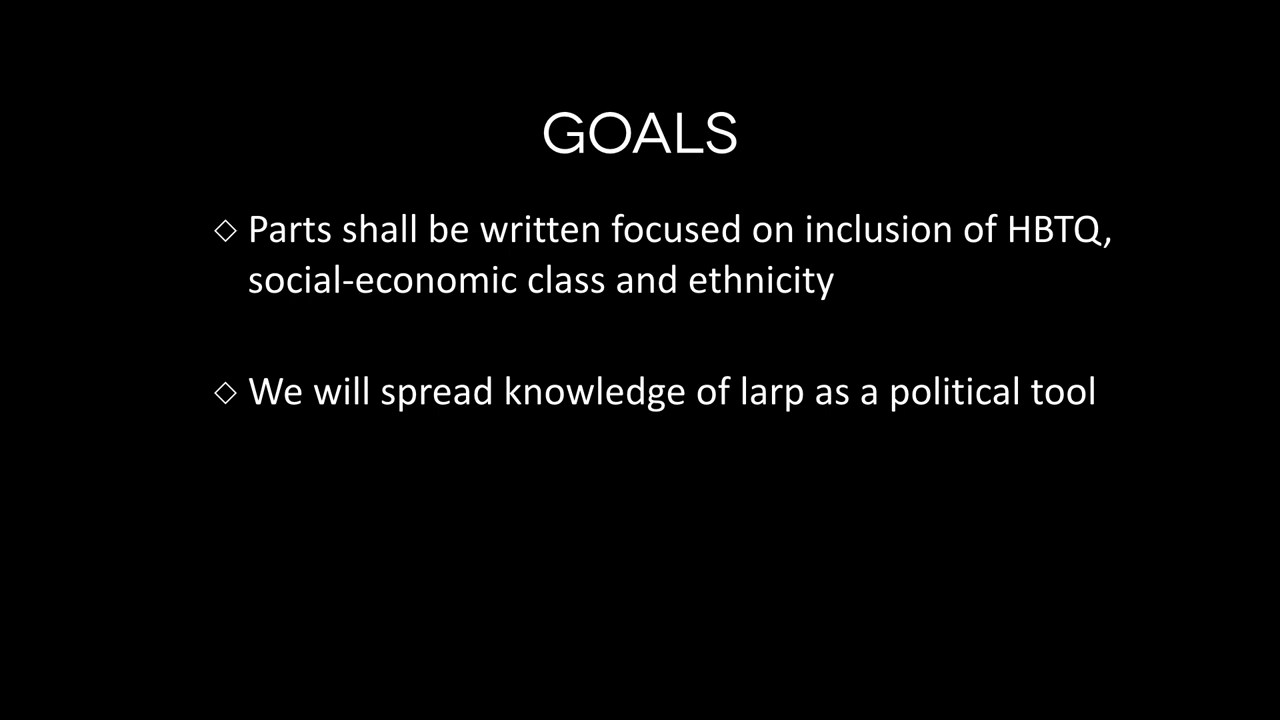 GOALS
◇ Parts shall be written focused on inclusion of HBTQ,
social-economic class and ethnicity
◇ We will spread knowledge of larp as a political tool